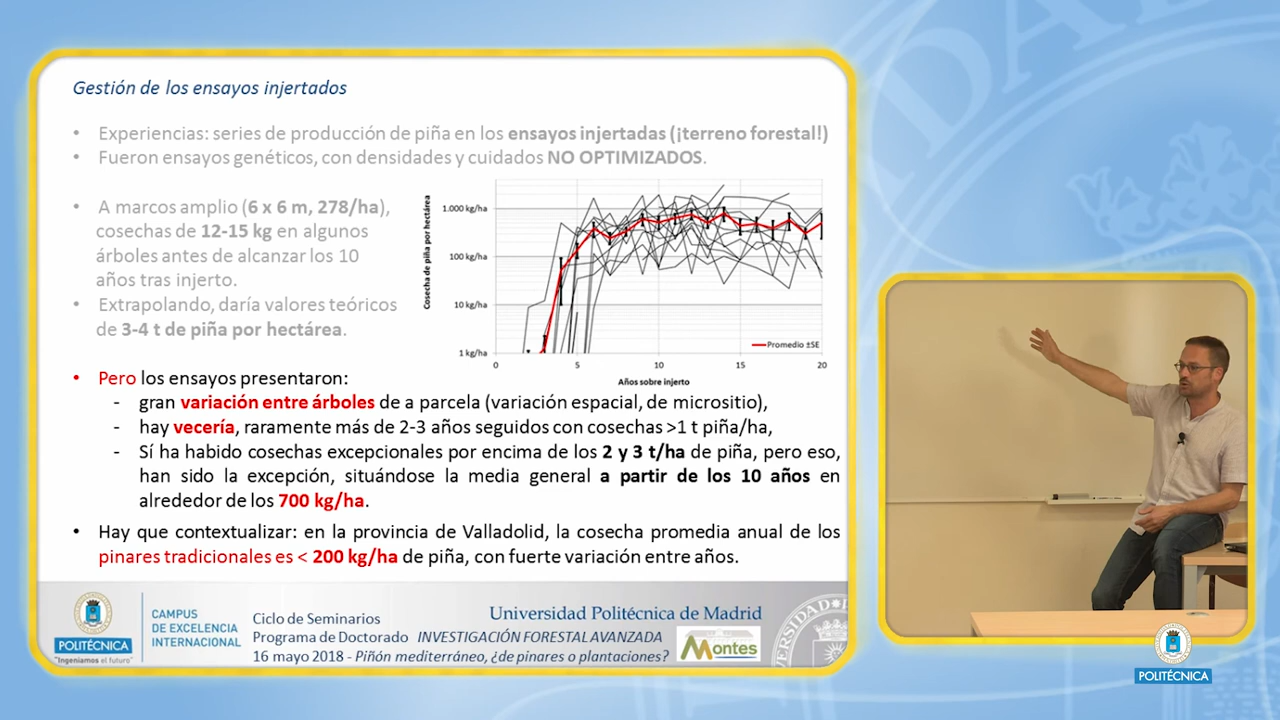 Gestión de los ensayos injertados
• Experiencias: series de producción de piña en los ensayos injertadas (¡terreno forestal!)
• Fueron ensayos genéticos, con densidades y cuidados NO OPTIMIZADOS.
• A marcos amplio (6 x 6 m, 278/ha),
cosechas de 12-15 kg en algunos
árboles antes de alcanzar los 10
años tras injerto.
• Extrapolando, daría valores teóricos
de 3-4 t de piña por hectárea.
Cosecha de piña por hectárea
1.000 kg/ha
100 kg/ha
10 kg/ha
1 kg/ha
Promedio ±SE
0 5 10 15 20
Años sobre injerto
• Pero los ensayos presentaron:
- gran variación entre árboles de a parcela (variación espacial, de micrositio),
- hay vecería, raramente más de 2-3 años seguidos con cosechas >1 t piña/ha,
- Sí ha habido cosechas excepcionales por encima de los 2 y 3 t/ha de piña, pero eso,
han sido la excepción, situándose la media general a partir de los 10 años en
alrededor de los 700 kg/ha.
• Hay que contextualizar: en la provincia de Valladolid, la cosecha promedia anual de los
pinares tradicionales es < 200 kg/ha de piña, con fuerte variación entre años.
POLITÉCNICA
"Ingeniamos el futuro"
CAMPUS
DE EXCELENCIA
INTERNACIONAL
Ciclo de Seminarios
Universidad Politécnica de Madrid
Programa de Doctorado INVESTIGACIÓN FORESTAL AVANZADA
16 mayo 2018 - Piñón mediterráneo, ¿de pinares o plantaciones?
Montes
POLITÉCNICA